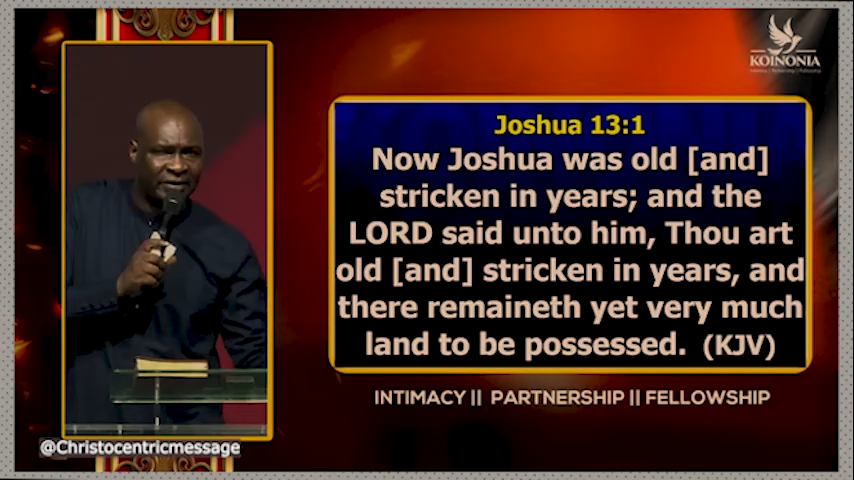 KOINONIA
Joshua 13:1
Now Joshua was old [and]
stricken in years; and the
LORD said unto him, Thou art
old [and] stricken in years, and
there remaineth yet very much
land to be possessed. (KJV)
INTIMACY || PARTNERSHIP || FELLOWSHIP
@Christocentricmessage